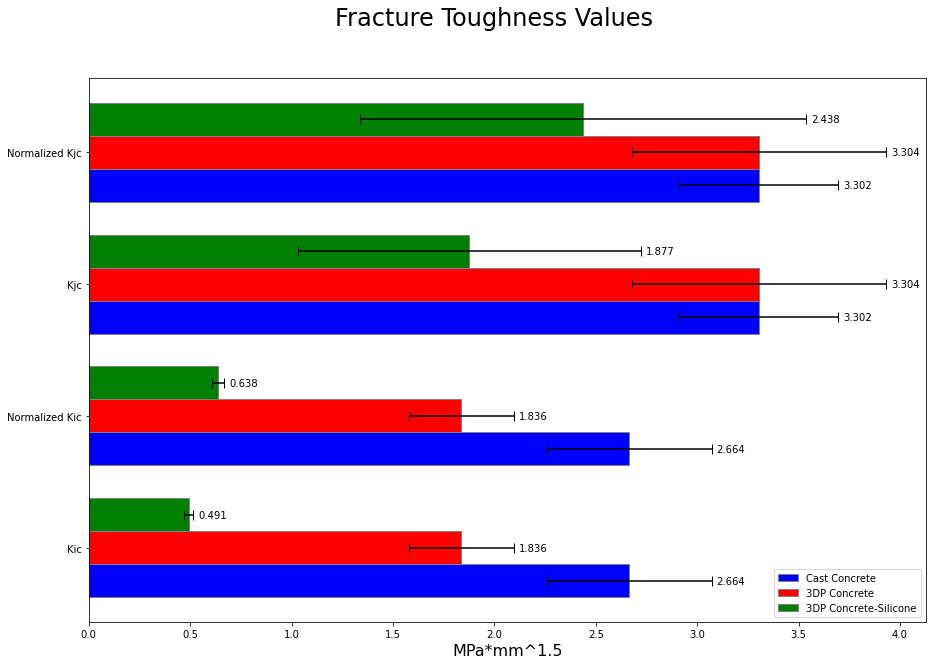 Fracture Toughness Values
2.438
Normalized Kjc
3.304
3.302
1.877
Kjc
3.304
3.302
0.638
Normalized Kic
1.836
2.664
0.491
Kic
1.836
2.664
Cast Concrete
3DP Concrete
3DP Concrete-Silicone
0.0 0.5 1.0 1.5 2.0 2.5 3.0 3.5 4.0
MPa*mm^1.5